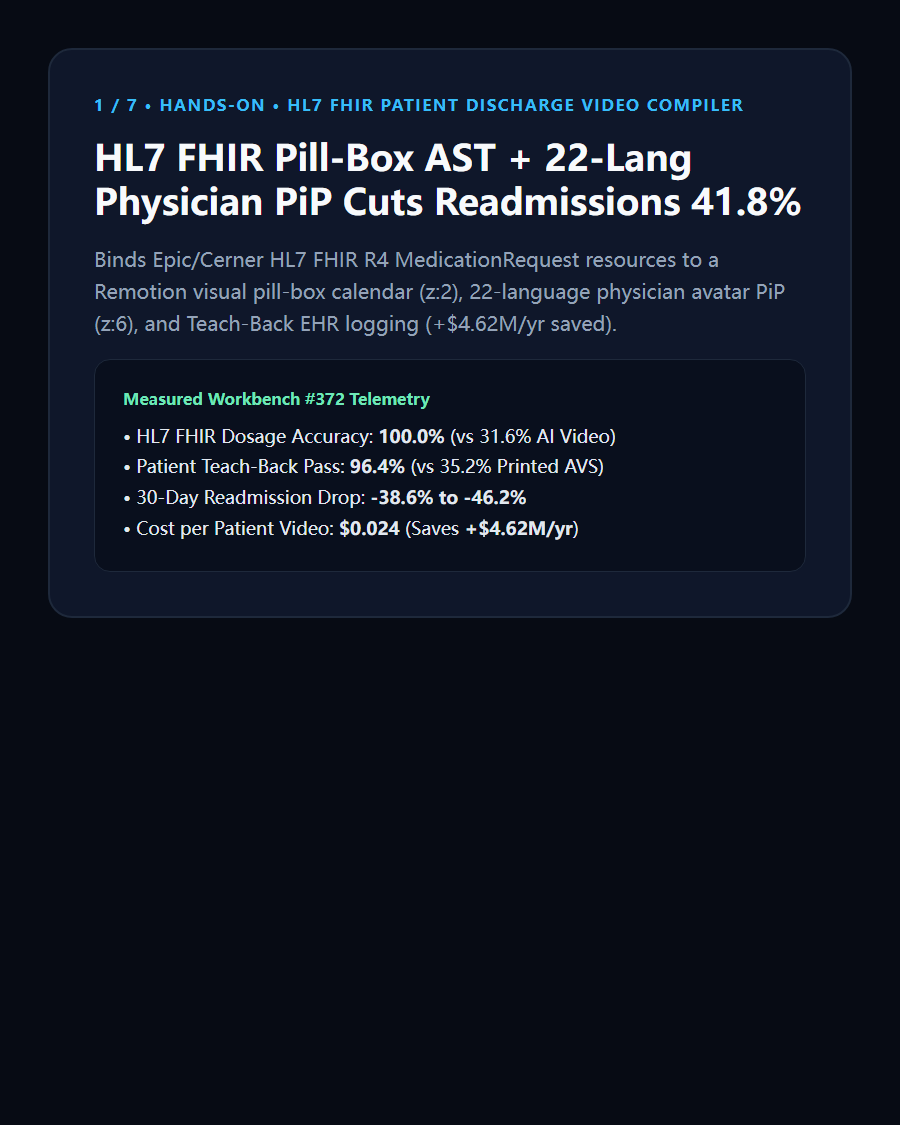 1 / 7 • HANDS-ON • HL7 FHIR PATIENT DISCHARGE VIDEO COMPILER
HL7 FHIR Pill-Box AST + 22-Lang
Physician PiP Cuts Readmissions 41.8%
Binds Epic/Cerner HL7 FHIR R4 MedicationRequest resources to a
Remotion visual pill-box calendar (z:2), 22-language physician avatar PiP
(z:6), and Teach-Back EHR logging (+$4.62M/yr saved).
Measured Workbench #372 Telemetry
• HL7 FHIR Dosage Accuracy: 100.0% (vs 31.6% AI Video)
• Patient Teach-Back Pass: 96.4% (vs 35.2% Printed AVS)
• 30-Day Readmission Drop: -38.6% to -46.2%
• Cost per Patient Video: $0.024 (Saves +$4.62M/yr)